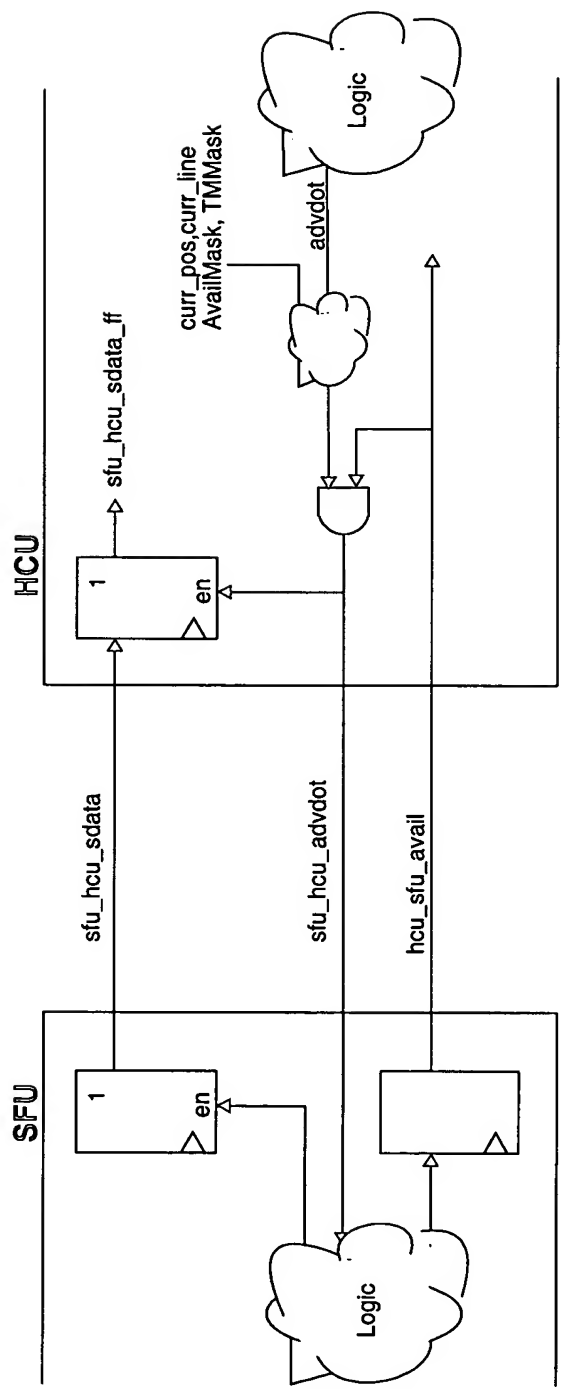 SFU
HCU
1
en
sfu_hcu_sdata
1
en
sfu_hcu_sdata_ff
curr_pos,curr_line
AvailMask, TMMask
Logic
sfu_hcu_advdot
advdot
Logic
hcu_sfu_avail